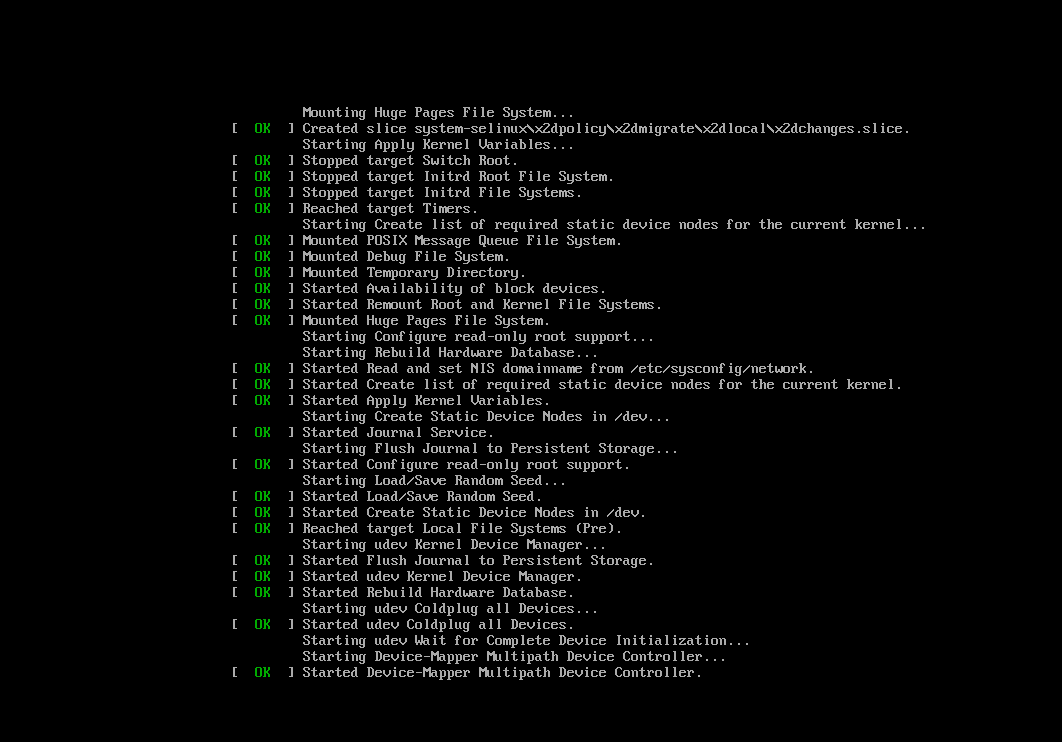 Mounting Huge Pages File System...
[  OK  ] Created slice system-selinux\x2dpolicy\x2dmigrate\x2dlocal\x2dchanges.slice.
Starting Apply Kernel Variables...
[  OK  ] Stopped target Switch Root.
[  OK  ] Stopped target Initrd Root File System.
[  OK  ] Stopped target Initrd File Systems.
[  OK  ] Reached target Timers.
Starting Create list of required static device nodes for the current kernel...
[  OK  ] Mounted POSIX Message Queue File System.
[  OK  ] Mounted Debug File System.
[  OK  ] Mounted Temporary Directory.
[  OK  ] Started Availability of block devices.
[  OK  ] Started Remount Root and Kernel File Systems.
[  OK  ] Mounted Huge Pages File System.
Starting Configure read-only root support...
Starting Rebuild Hardware Database...
[  OK  ] Started Read and set NIS domainname from /etc/sysconfig/network.
[  OK  ] Started Create list of required static device nodes for the current kernel.
[  OK  ] Started Apply Kernel Variables.
Starting Create Static Device Nodes in /dev...
[  OK  ] Started Journal Service.
Starting Flush Journal to Persistent Storage...
[  OK  ] Started Configure read-only root support.
Starting Load/Save Random Seed...
[  OK  ] Started Load/Save Random Seed.
[  OK  ] Started Create Static Device Nodes in /dev.
[  OK  ] Reached target Local File Systems (Pre).
Starting udev Kernel Device Manager...
[  OK  ] Started Flush Journal to Persistent Storage.
[  OK  ] Started udev Kernel Device Manager.
[  OK  ] Started Rebuild Hardware Database.
Starting udev Coldplug all Devices...
[  OK  ] Started udev Coldplug all Devices.
Starting udev Wait for Complete Device Initialization...
Starting Device-Mapper Multipath Device Controller...
[  OK  ] Started Device-Mapper Multipath Device Controller.